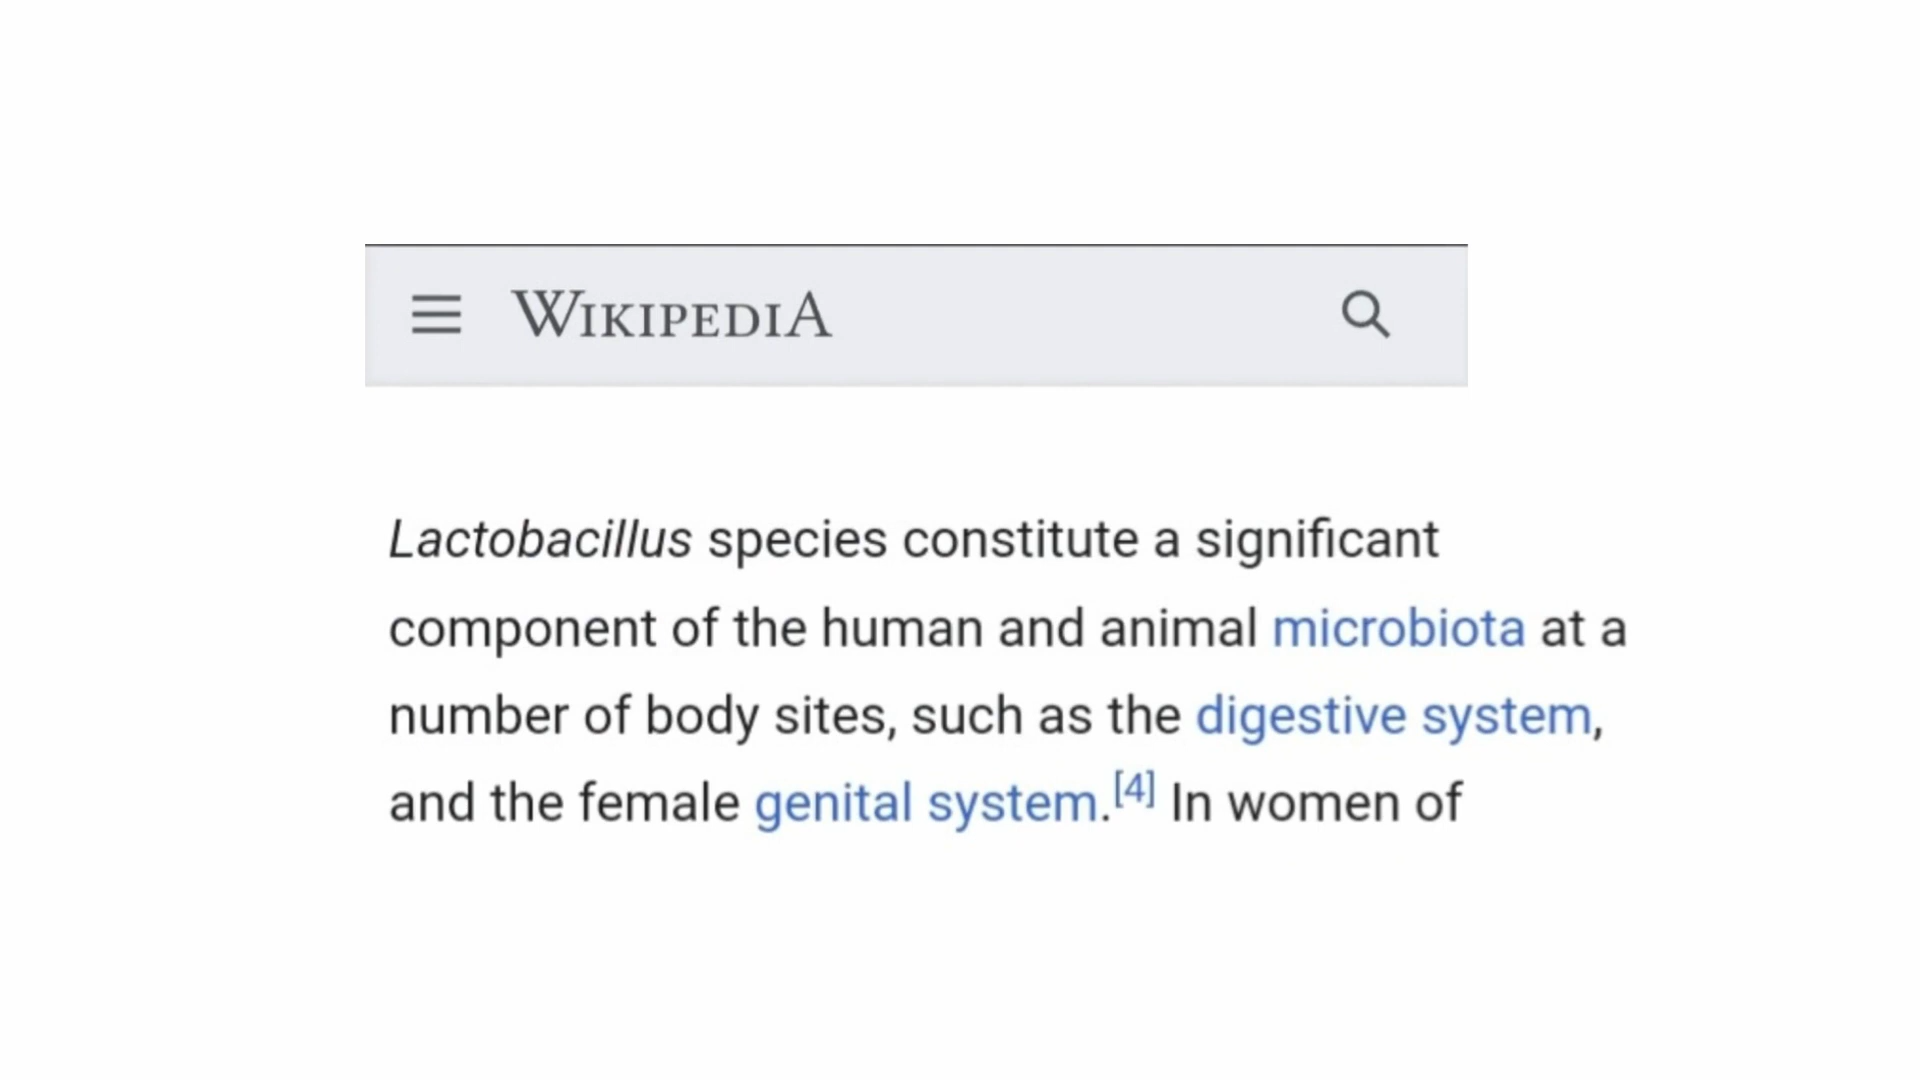 WIKIPEDIA
Lactobacillus species constitute a significant
component of the human and animal microbiota at a
number of body sites, such as the digestive system,
and the female genital system.[4] In women of